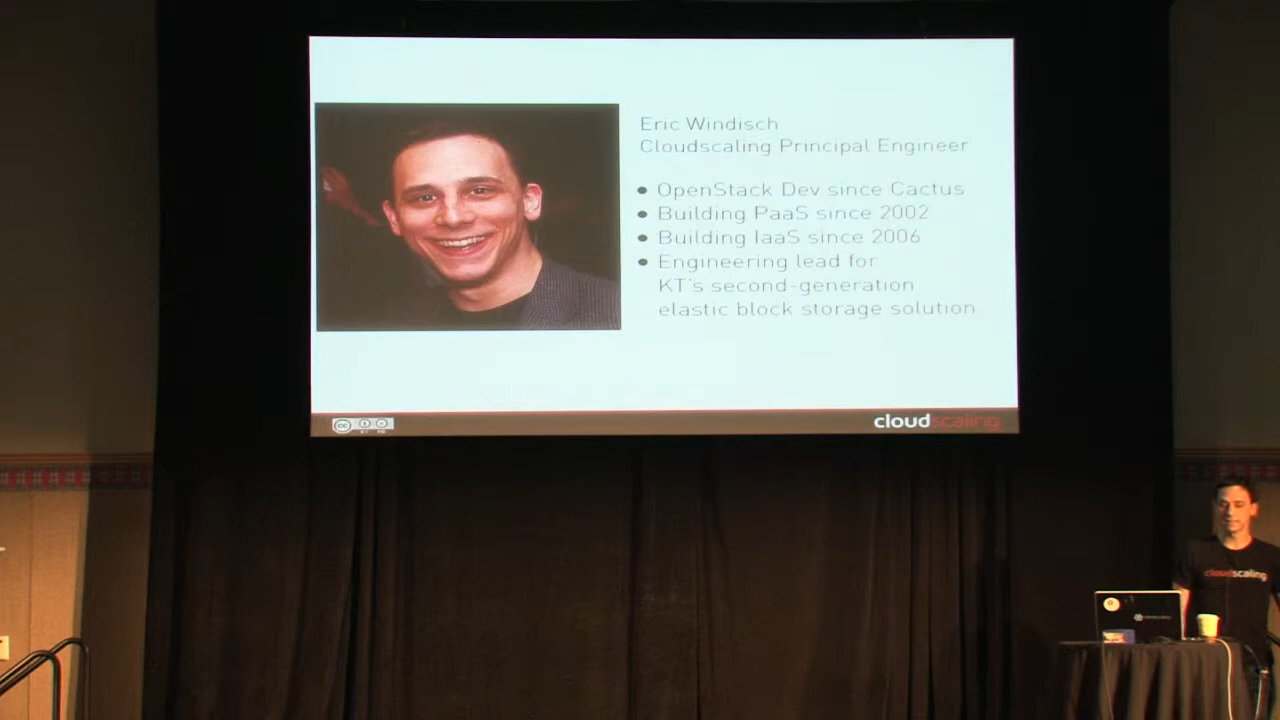 Eric Windisch
Cloudscaling Principal Engineer
● OpenStack Dev since Cactus
● Building PaaS since 2002
● Building IaaS since 2006
● Engineering lead for
KT's second-generation
elastic block storage solution
cc
cloudscaling
cloudscaling